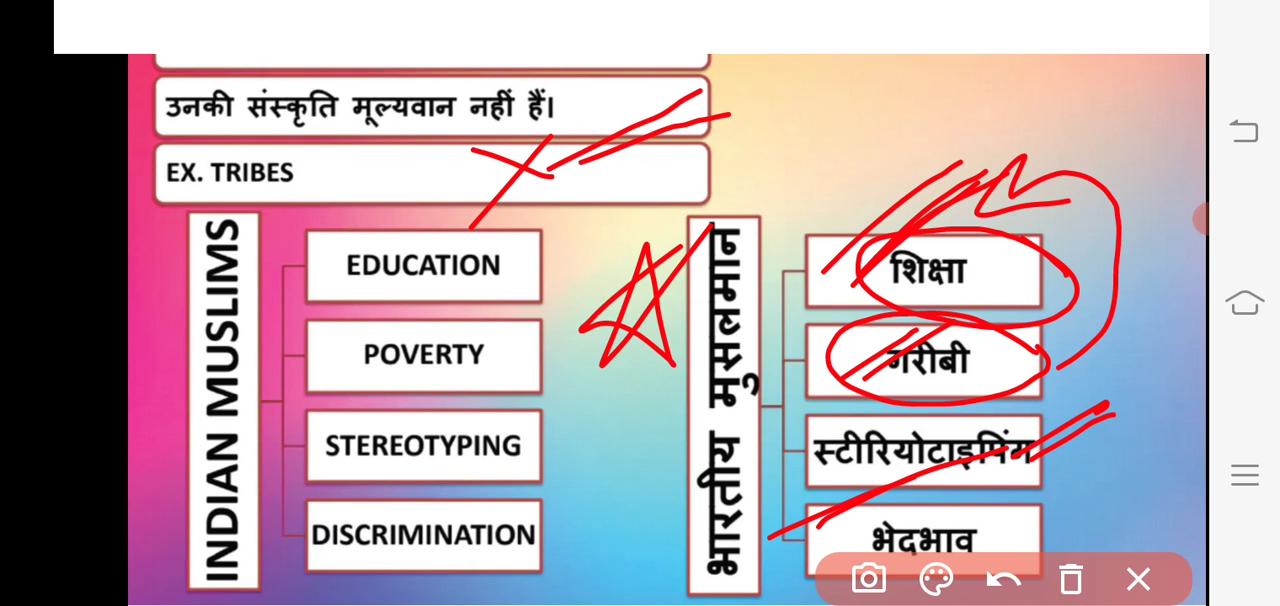 उनकी संस्कृति मूल्यवान नहीं हैं।
EX. TRIBES
INDIAN MUSLIMS
EDUCATION
POVERTY
STEREOTYPING
DISCRIMINATION
भारतीय मुसलमान
शिक्षा
गरीबी
स्टीरियोटाइपिंग
भेदभाव